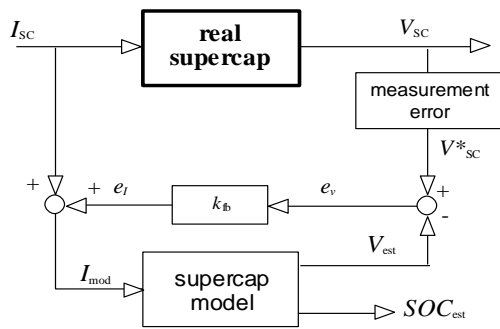 I_SC
real
supercap
V_SC
measurement
error
V*_SC
+
+ e_I
k_fb
e_v
+
-
V_est
I_mod
supercap
model
SOC_est